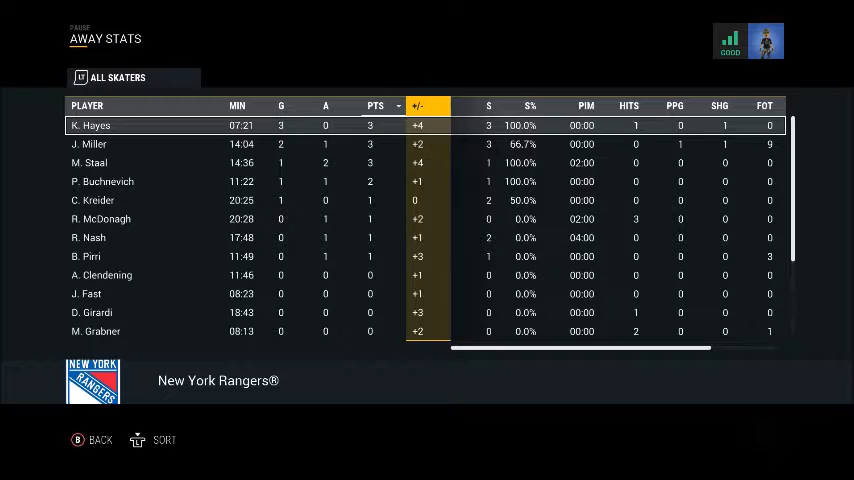 PAUSE
AWAY STATS
GOOD
LT ALL SKATERS
PLAYER MIN G A PTS +/- S S% PIM HITS PPG SHG FOT
K. Hayes 07:21 3 0 3 +4 3 100.0% 00:00 1 0 1 0
J. Miller 14:04 2 1 3 +2 3 66.7% 00:00 0 1 1 9
M. Staal 14:36 1 2 3 +4 1 100.0% 02:00 0 0 0 0
P. Buchnevich 11:22 1 1 2 +1 1 100.0% 00:00 0 0 0 0
C. Kreider 20:25 1 0 1 0 2 50.0% 00:00 0 0 0 0
R. McDonagh 20:28 0 1 1 +2 0 0.0% 02:00 3 0 0 0
R. Nash 17:48 0 1 1 +1 2 0.0% 04:00 0 0 0 0
B. Pirri 11:49 0 1 1 +3 1 0.0% 00:00 0 0 0 3
A. Clendening 11:46 0 0 0 +1 0 0.0% 00:00 0 0 0 0
J. Fast 08:23 0 0 0 +1 0 0.0% 00:00 0 0 0 0
D. Girardi 18:43 0 0 0 +3 0 0.0% 00:00 1 0 0 0
M. Grabner 08:13 0 0 0 +2 0 0.0% 00:00 2 0 0 1
NEW YORK
RANGERS
New York Rangers®
B BACK L SORT